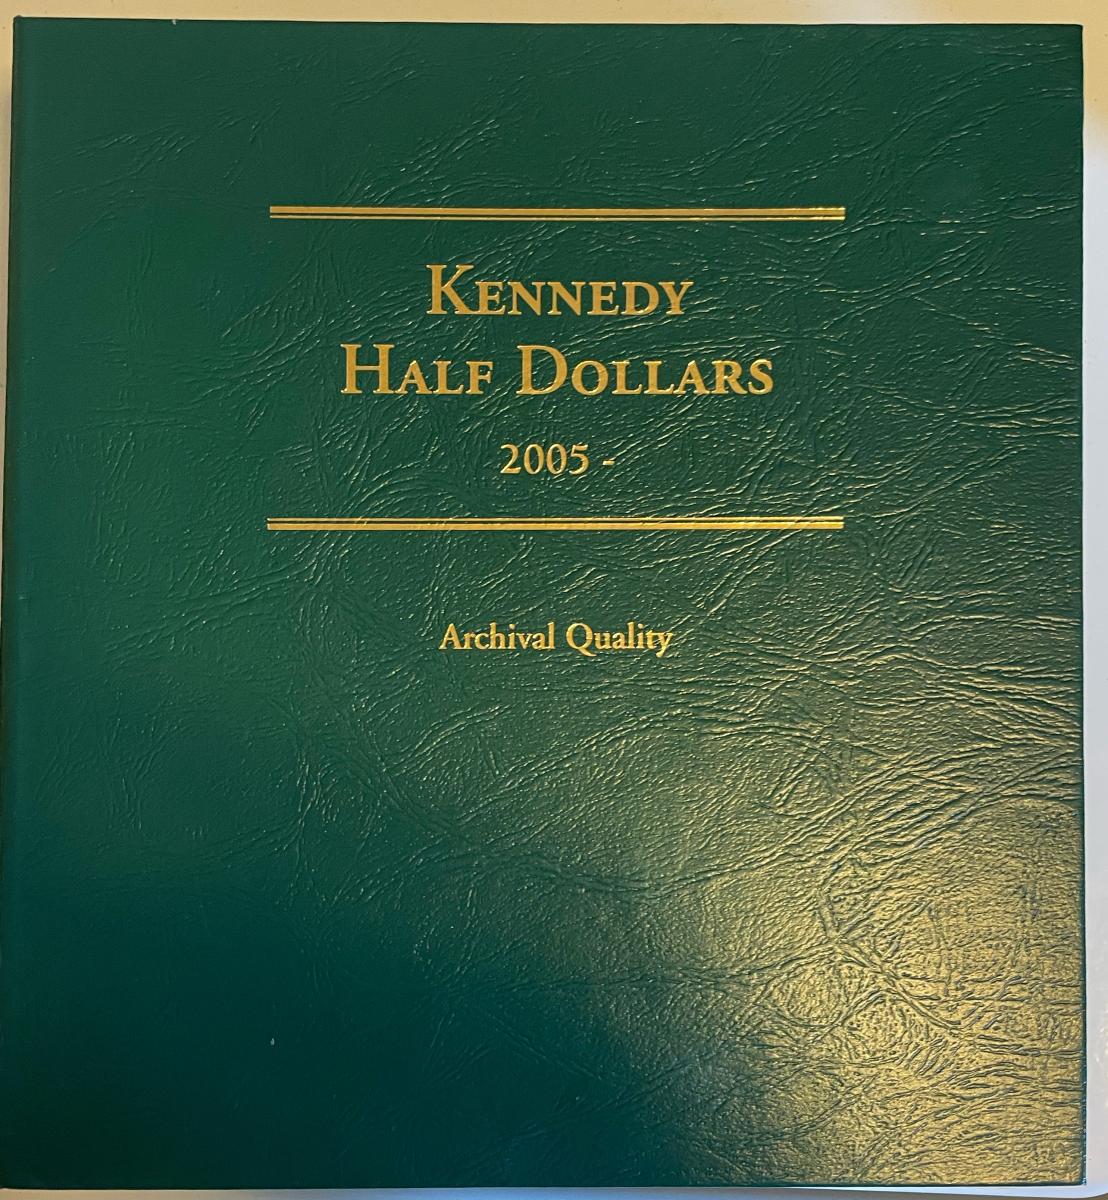 Kennedy
Half Dollars
2005 -
Archival Quality